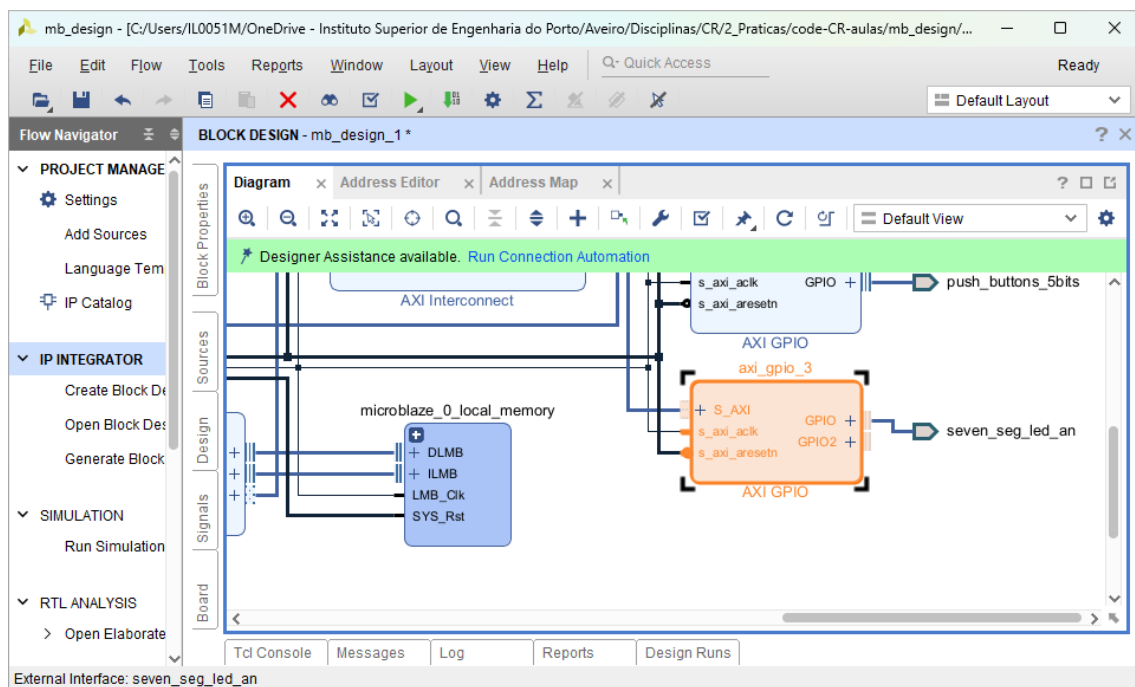 mb_design - [C:/Users/IL0051M/OneDrive - Instituto Superior de Engenharia do Porto/Aveiro/Disciplinas/CR/2_Praticas/code-CR-aulas/mb_design/...
File Edit Flow Tools Reports Window Layout View Help Q- Quick Access Ready
Default Layout
Flow Navigator
BLOCK DESIGN - mb_design_1 *
PROJECT MANAGE
Settings
Add Sources
Language Tem
IP Catalog
IP INTEGRATOR
Create Block De
Open Block Des
Generate Block
SIMULATION
Run Simulation
RTL ANALYSIS
Open Elaborate
Block Properties
Sources
Design
Signals
Board
Diagram Address Editor Address Map
Default View
Designer Assistance available. Run Connection Automation
AXI Interconnect
s_axi_aclk GPIO
s_axi_aresetn
push_buttons_5bits
AXI GPIO
axi_gpio_3
S_AXI
s_axi_aclk
s_axi_aresetn
GPIO
GPIO2
AXI GPIO
seven_seg_led_an
microblaze_0_local_memory
DLMB
ILMB
LMB_Clk
SYS_Rst
Tcl Console Messages Log Reports Design Runs
External Interface: seven_seg_led_an